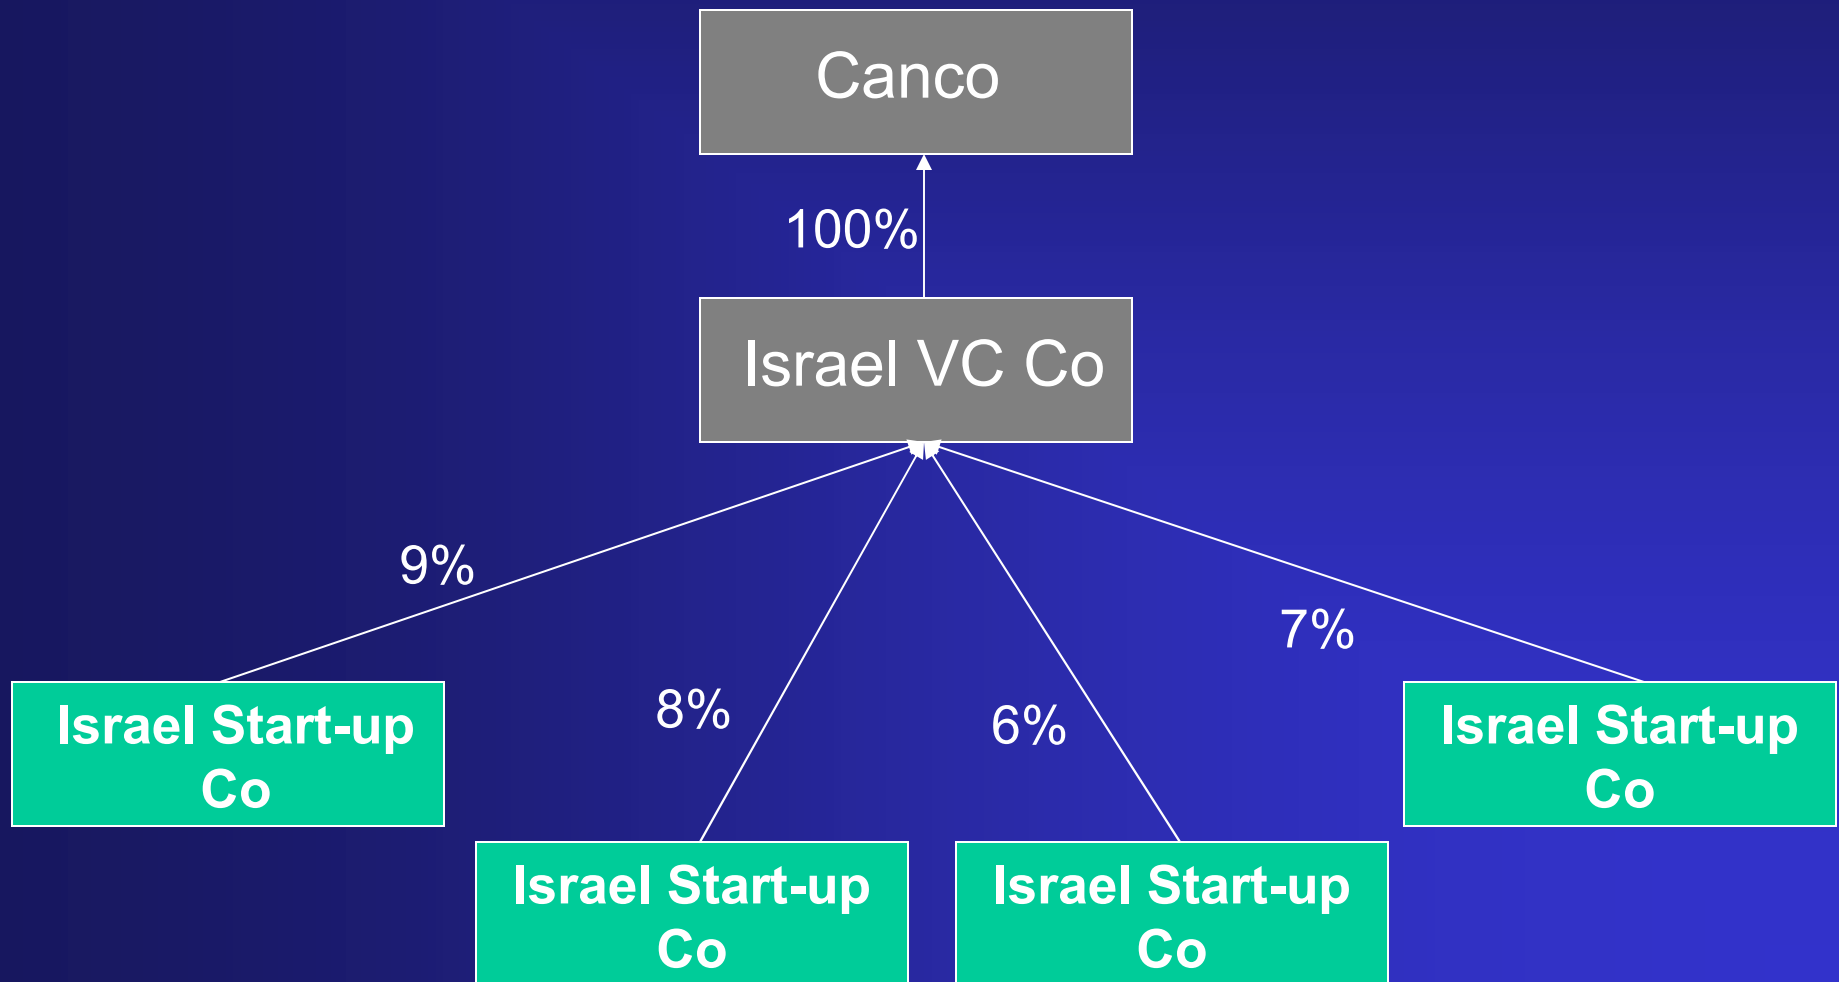 Canco
100%
Israel VC Co
9%
7%
8%
6%
Israel Start-up
Co
Israel Start-up
Co
Israel Start-up
Co
Israel Start-up
Co